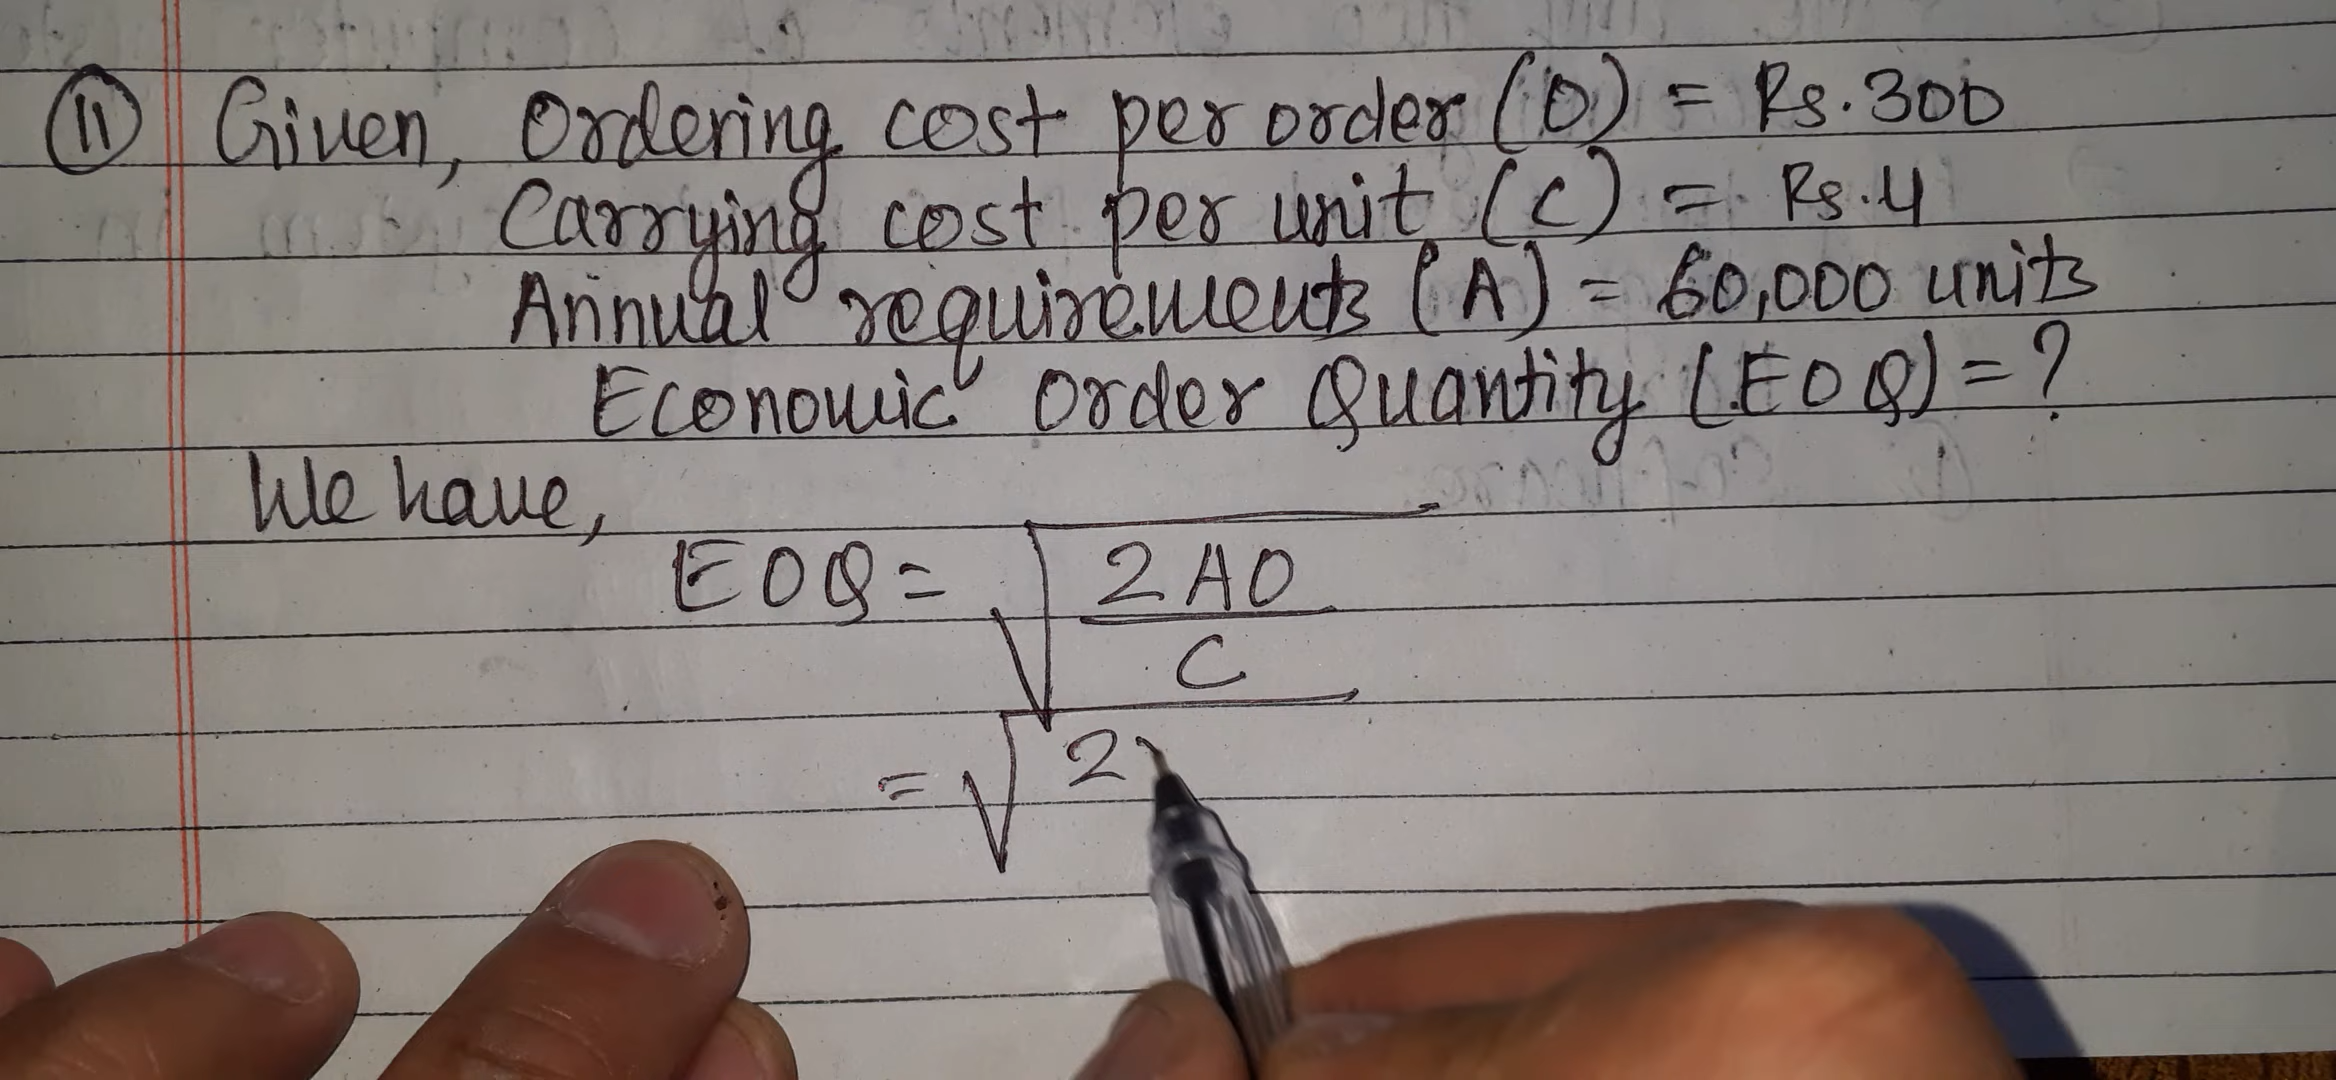 11 Given, Ordering cost per order (O) = Rs.300
Carrying cost per unit (C) = Rs.4
Annual requirements (A) = 60,000 units
Economic Order Quantity (EOQ) = ?
We have,
EOQ = √2AO
C
= √2